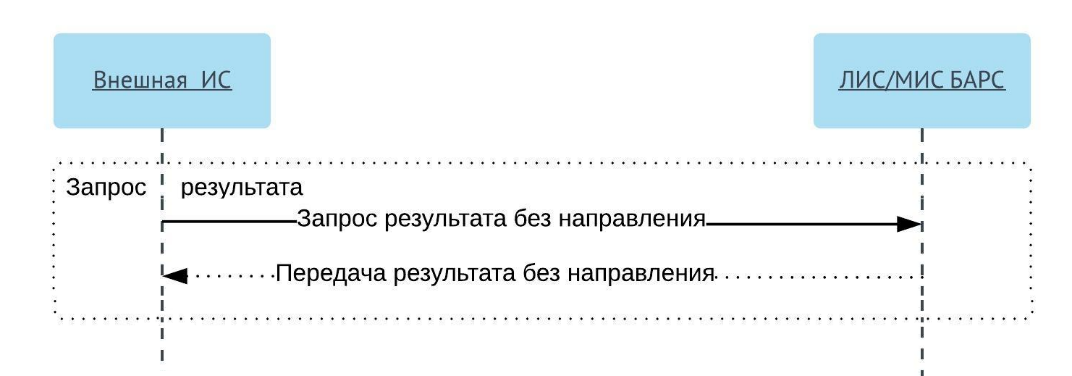 Внешная ИС
ЛИС/МИС БАРС
Запрос результата
Запрос результата без направления
Передача результата без направления